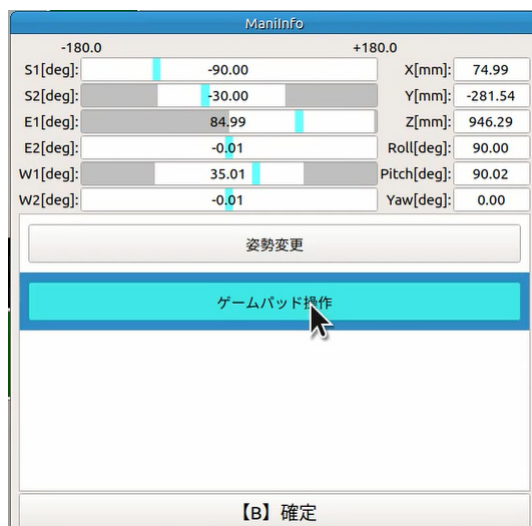 ManiInfo
-180.0 +180.0
S1[deg]: -90.00 X[mm]: 74.99
S2[deg]: -30.00 Y[mm]: -281.54
E1[deg]: 84.99 Z[mm]: 946.29
E2[deg]: -0.01 Roll[deg]: 90.00
W1[deg]: 35.01 Pitch[deg]: 90.02
W2[deg]: -0.01 Yaw[deg]: 0.00
姿勢変更
ゲームパッド操作
【B】確定